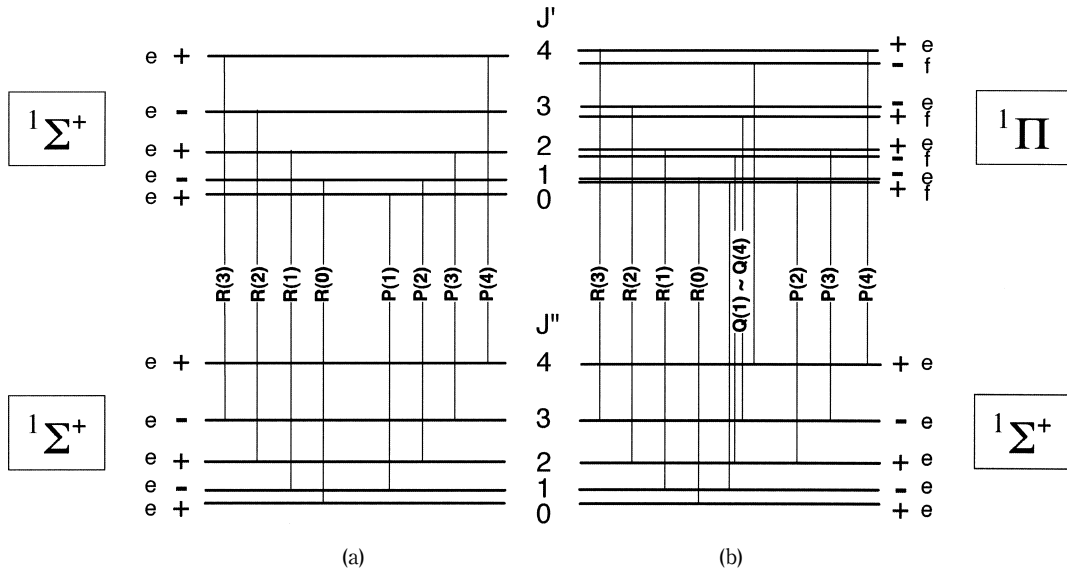 J'
e + 4 + e
- f
¹Σ⁺ ¹Π
e - 3 - e
+ f
e + 2 + e
- f
e - 1 - e
e + 0 + f
R(3) R(2) R(1) R(0) P(1) P(2) P(3) P(4) R(3) R(2) R(1) R(0) Q(1) ~ Q(4) P(2) P(3) P(4)
J"
e + 4 + e
¹Σ⁺ ¹Σ⁺
e - 3 - e
e + 2 + e
e - 1 - e
e + 0 + e
(a) (b)